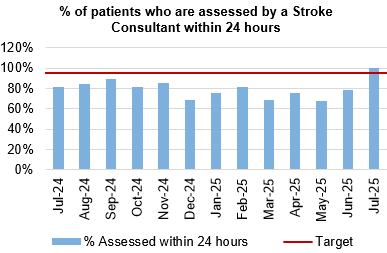 % of patients who are assessed by a Stroke
Consultant within 24 hours
120%
100%
80%
60%
40%
20%
0%
Jul-24
Aug-24
Sep-24
Oct-24
Nov-24
Dec-24
Jan-25
Feb-25
Mar-25
Apr-25
May-25
Jun-25
Jul-25
% Assessed within 24 hours
Target